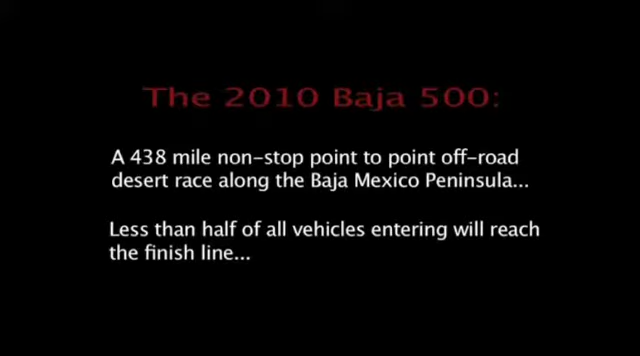 The 2010 Baja 500:
A 438 mile non-stop point to point off-road
desert race along the Baja Mexico Peninsula...
Less than half of all vehicles entering will reach
the finish line...